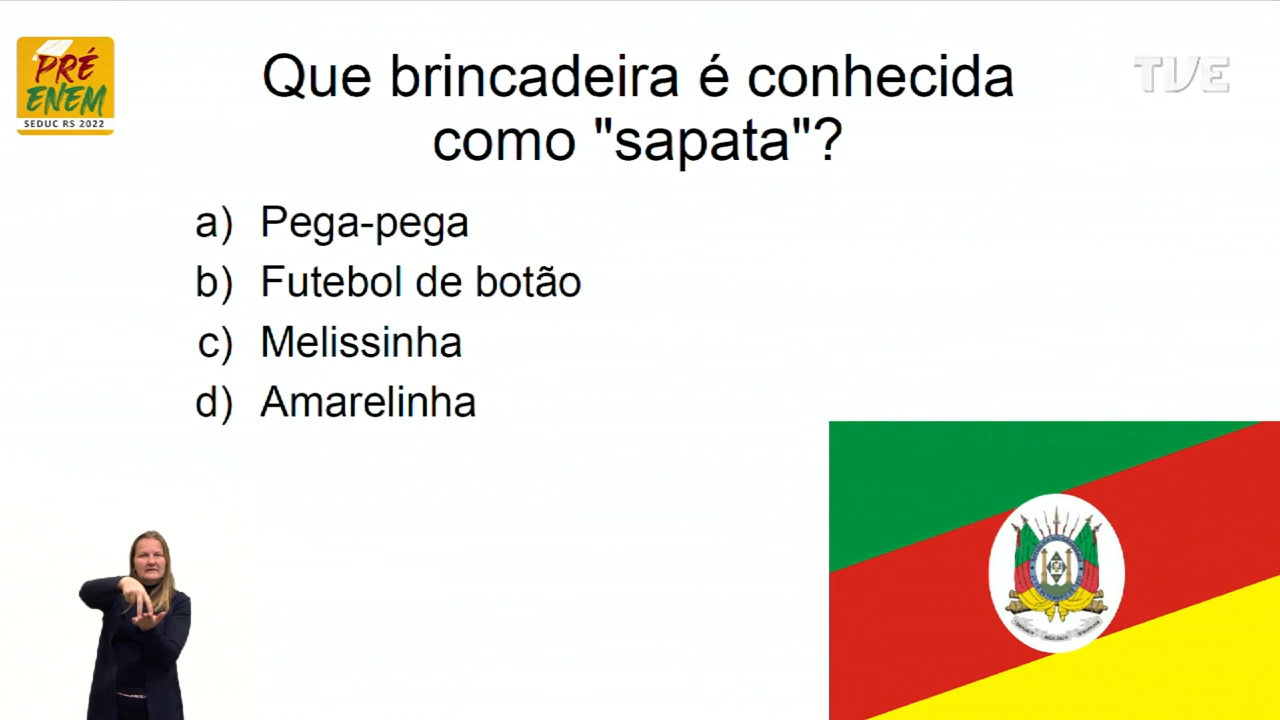 PRÉ
ENEM
SEDUC RS 2022
TVE
Que brincadeira é conhecida
como "sapata"?
a) Pega-pega
b) Futebol de botão
c) Melissinha
d) Amarelinha